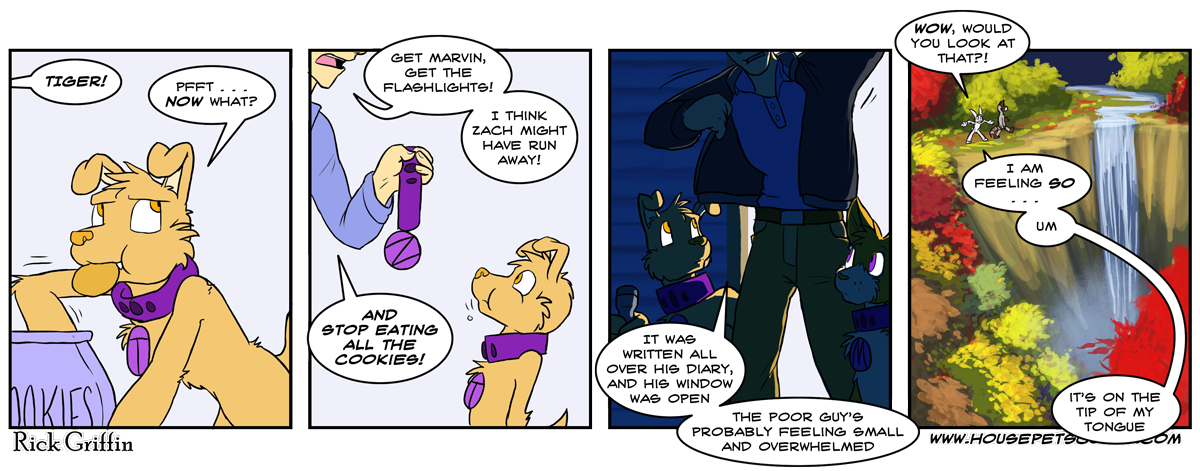 TIGER!
PFFT . . .
NOW WHAT?
OOKIES
GET MARVIN,
GET THE
FLASHLIGHTS!
I THINK
ZACH MIGHT
HAVE RUN
AWAY!
AND
STOP EATING
ALL THE
COOKIES!
IT WAS
WRITTEN ALL
OVER HIS DIARY,
AND HIS WINDOW
WAS OPEN
THE POOR GUY'S
PROBABLY FEELING SMALL
AND OVERWHELMED
WOW, WOULD
YOU LOOK AT
THAT?!
I AM
FEELING SO
. . .
UM
IT'S ON THE
TIP OF MY
TONGUE
Rick Griffin